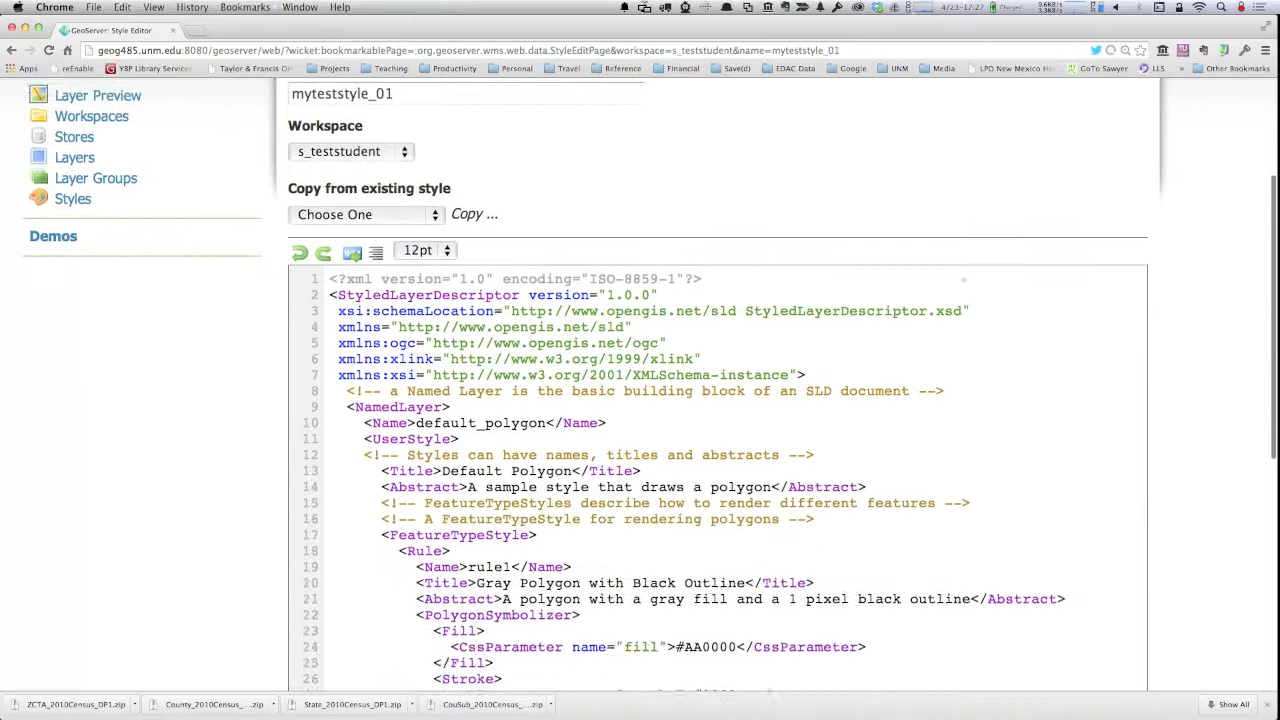 Chrome File Edit View History Bookmarks Window Help 4/23-17:27
GeoServer: Style Editor
geog485.unm.edu:8080/geoserver/web/?wicket:bookmarkablePage=:org.geoserver.wms.web.data.StyleEditPage&workspace=s_teststudent&name=myteststyle_01
Apps reEnable YBP Library Services Taylor & Francis On Projects Teaching Productivity Personal Travel Reference Financial Save(d) EDAC Data Google UNM Media LPO New Mexico Ho GoTo Sawyer LLS » Other Bookmarks
Layer Preview
Workspaces
Stores
Layers
Layer Groups
Styles
Demos
myteststyle_01
Workspace
s_teststudent
Copy from existing style
Choose One Copy ...
12pt
1 <?xml version="1.0" encoding="ISO-8859-1"?>
2 <StyledLayerDescriptor version="1.0.0"
3 xsi:schemaLocation="http://www.opengis.net/sld StyledLayerDescriptor.xsd"
4 xmlns="http://www.opengis.net/sld"
5 xmlns:ogc="http://www.opengis.net/ogc"
6 xmlns:xlink="http://www.w3.org/1999/xlink"
7 xmlns:xsi="http://www.w3.org/2001/XMLSchema-instance">
8 <!-- a Named Layer is the basic building block of an SLD document -->
9 <NamedLayer>
10 <Name>default_polygon</Name>
11 <UserStyle>
12 <!-- Styles can have names, titles and abstracts -->
13 <Title>Default Polygon</Title>
14 <Abstract>A sample style that draws a polygon</Abstract>
15 <!-- FeatureTypeStyles describe how to render different features -->
16 <!-- A FeatureTypeStyle for rendering polygons -->
17 <FeatureTypeStyle>
18 <Rule>
19 <Name>rule1</Name>
20 <Title>Gray Polygon with Black Outline</Title>
21 <Abstract>A polygon with a gray fill and a 1 pixel black outline</Abstract>
22 <PolygonSymbolizer>
23 <Fill>
24 <CssParameter name="fill">#AA0000</CssParameter>
25 </Fill>
26 <Stroke>
ZCTA_2010Census_DP1.zip County_2010Census_...zip State_2010Census_DP1.zip CouSub_2010Census_...zip Show All